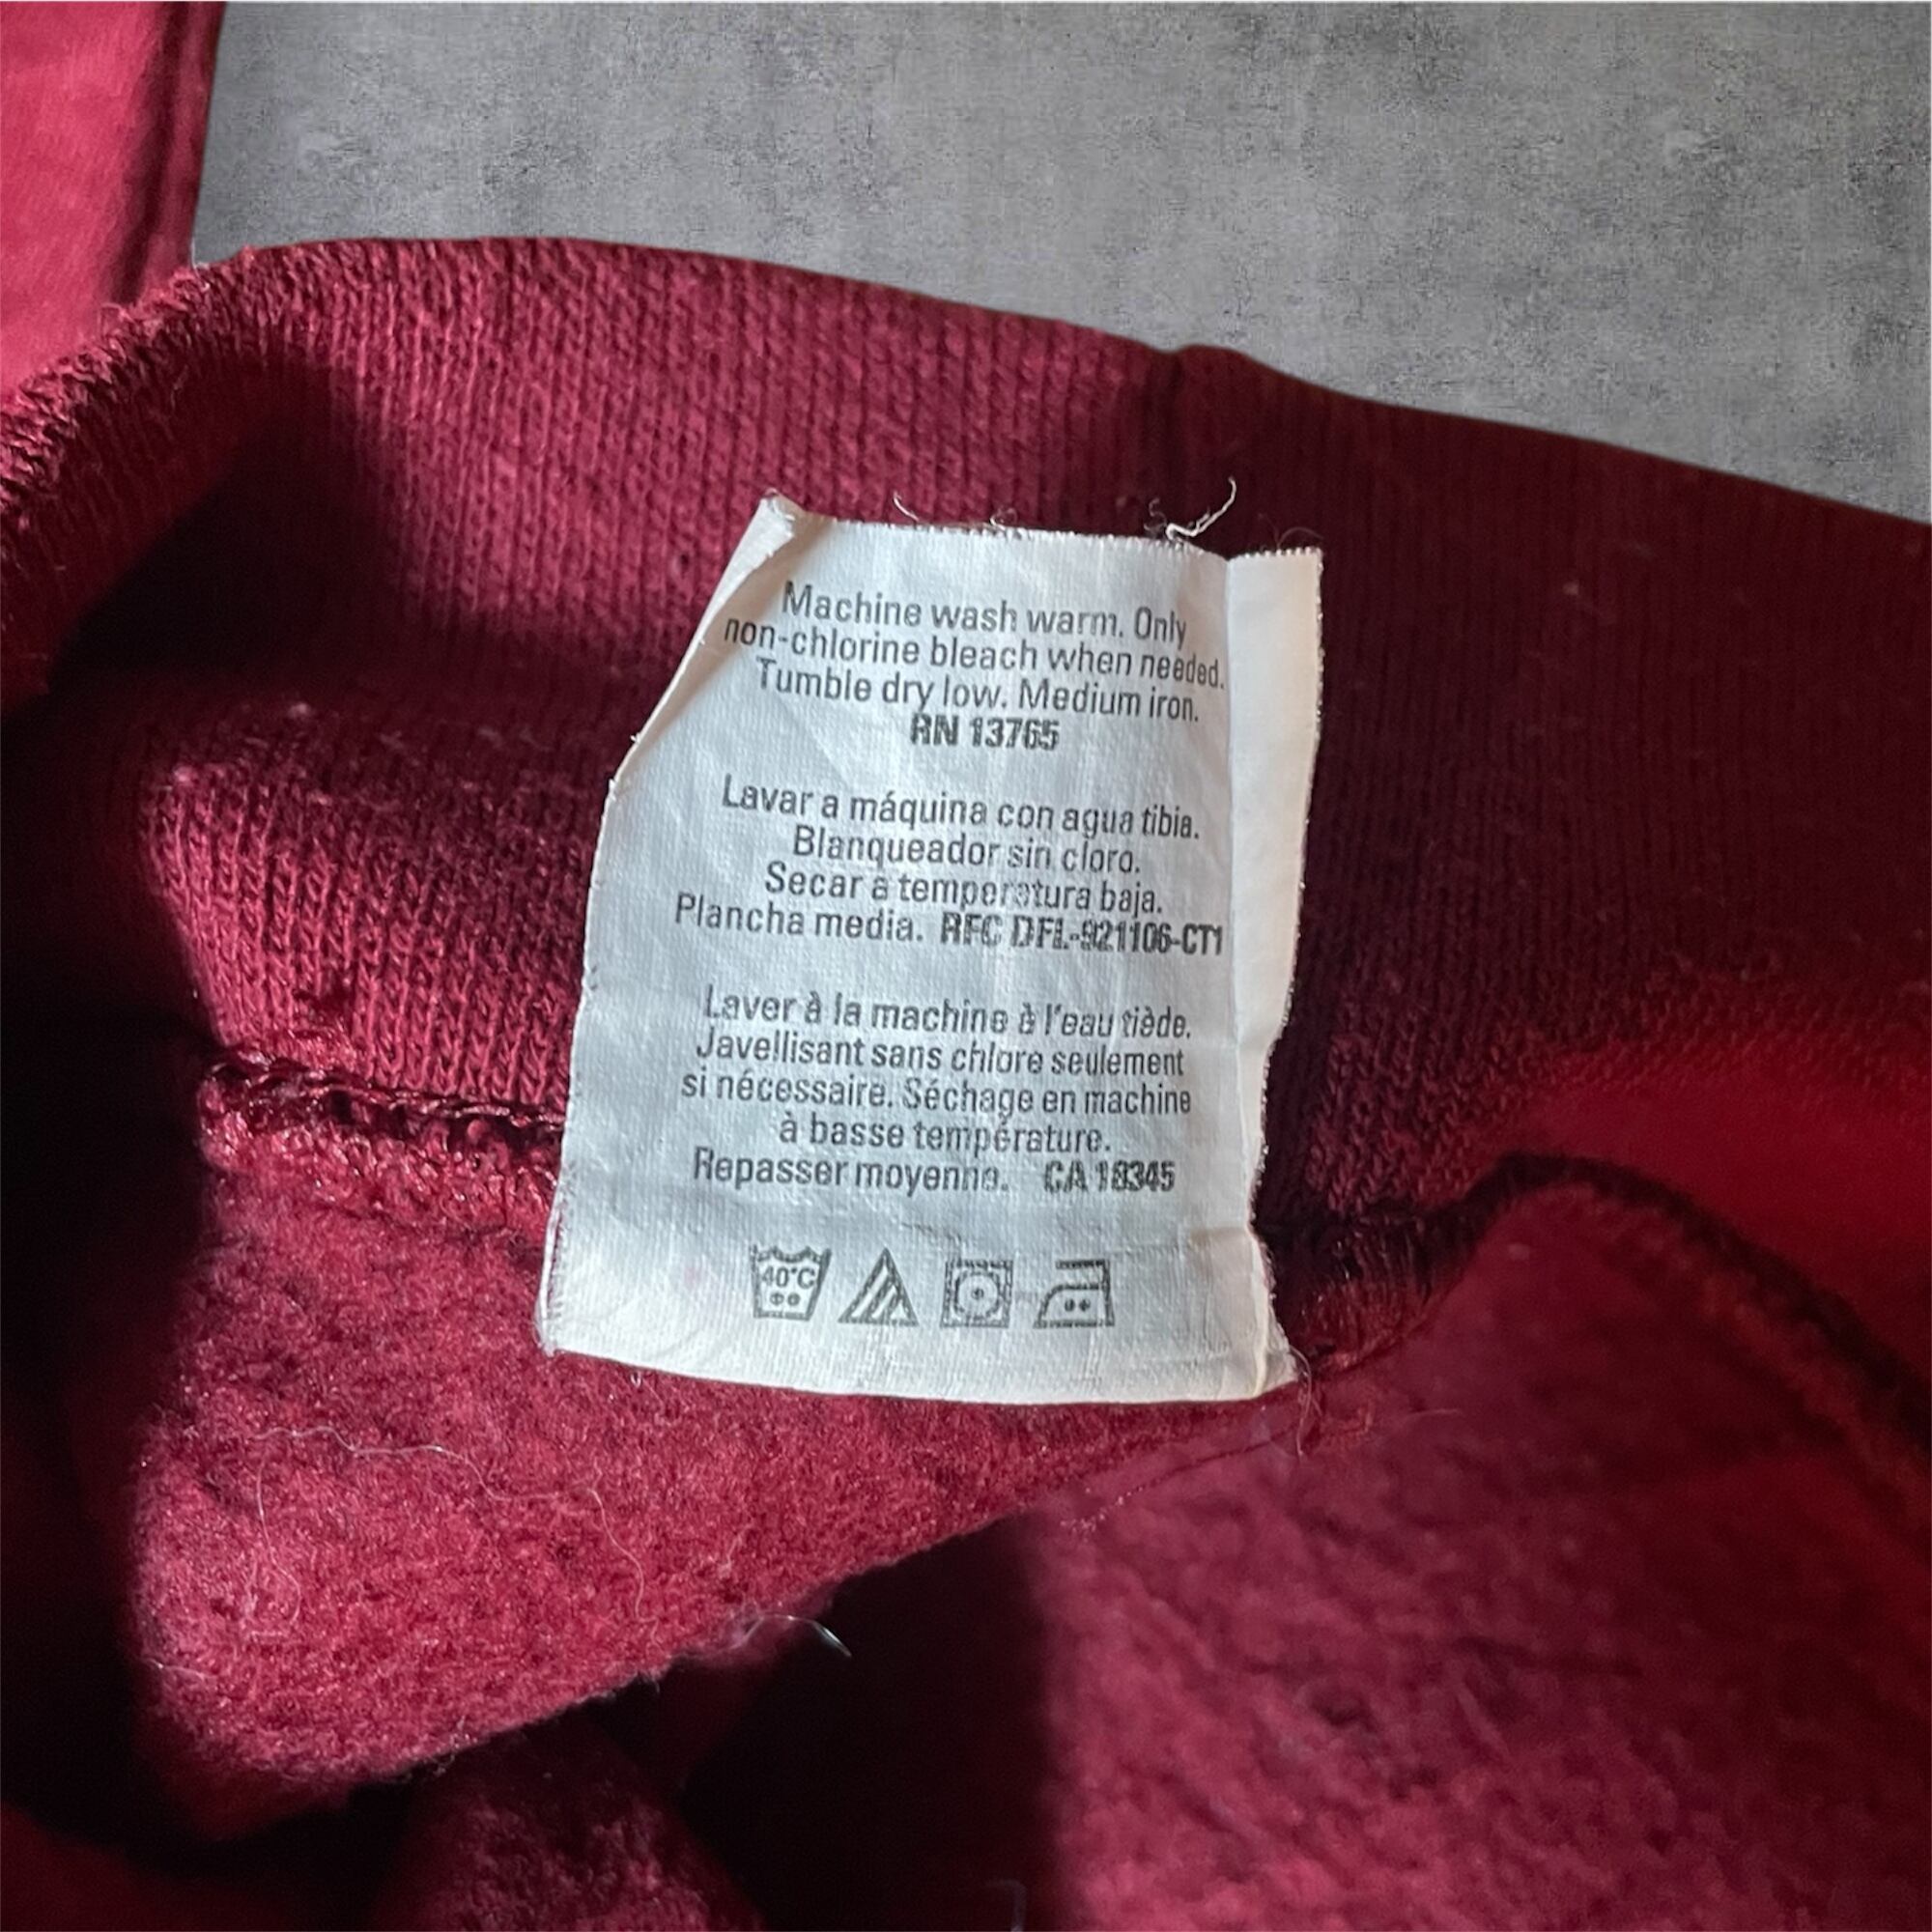 Machine wash warm. Only
non-chlorine bleach when needed.
Tumble dry low. Medium iron.
RN 13765
Lavar a máquina con agua tibia.
Blanqueador sin cloro.
Secar a temperatura baja.
Plancha media. RFC DFL-921106-CT1
Laver à la machine à l'eau tiède.
Javellisant sans chlore seulement
si nécessaire. Séchage en machine
à basse température.
Repasser moyenne. CA 18345
40°C